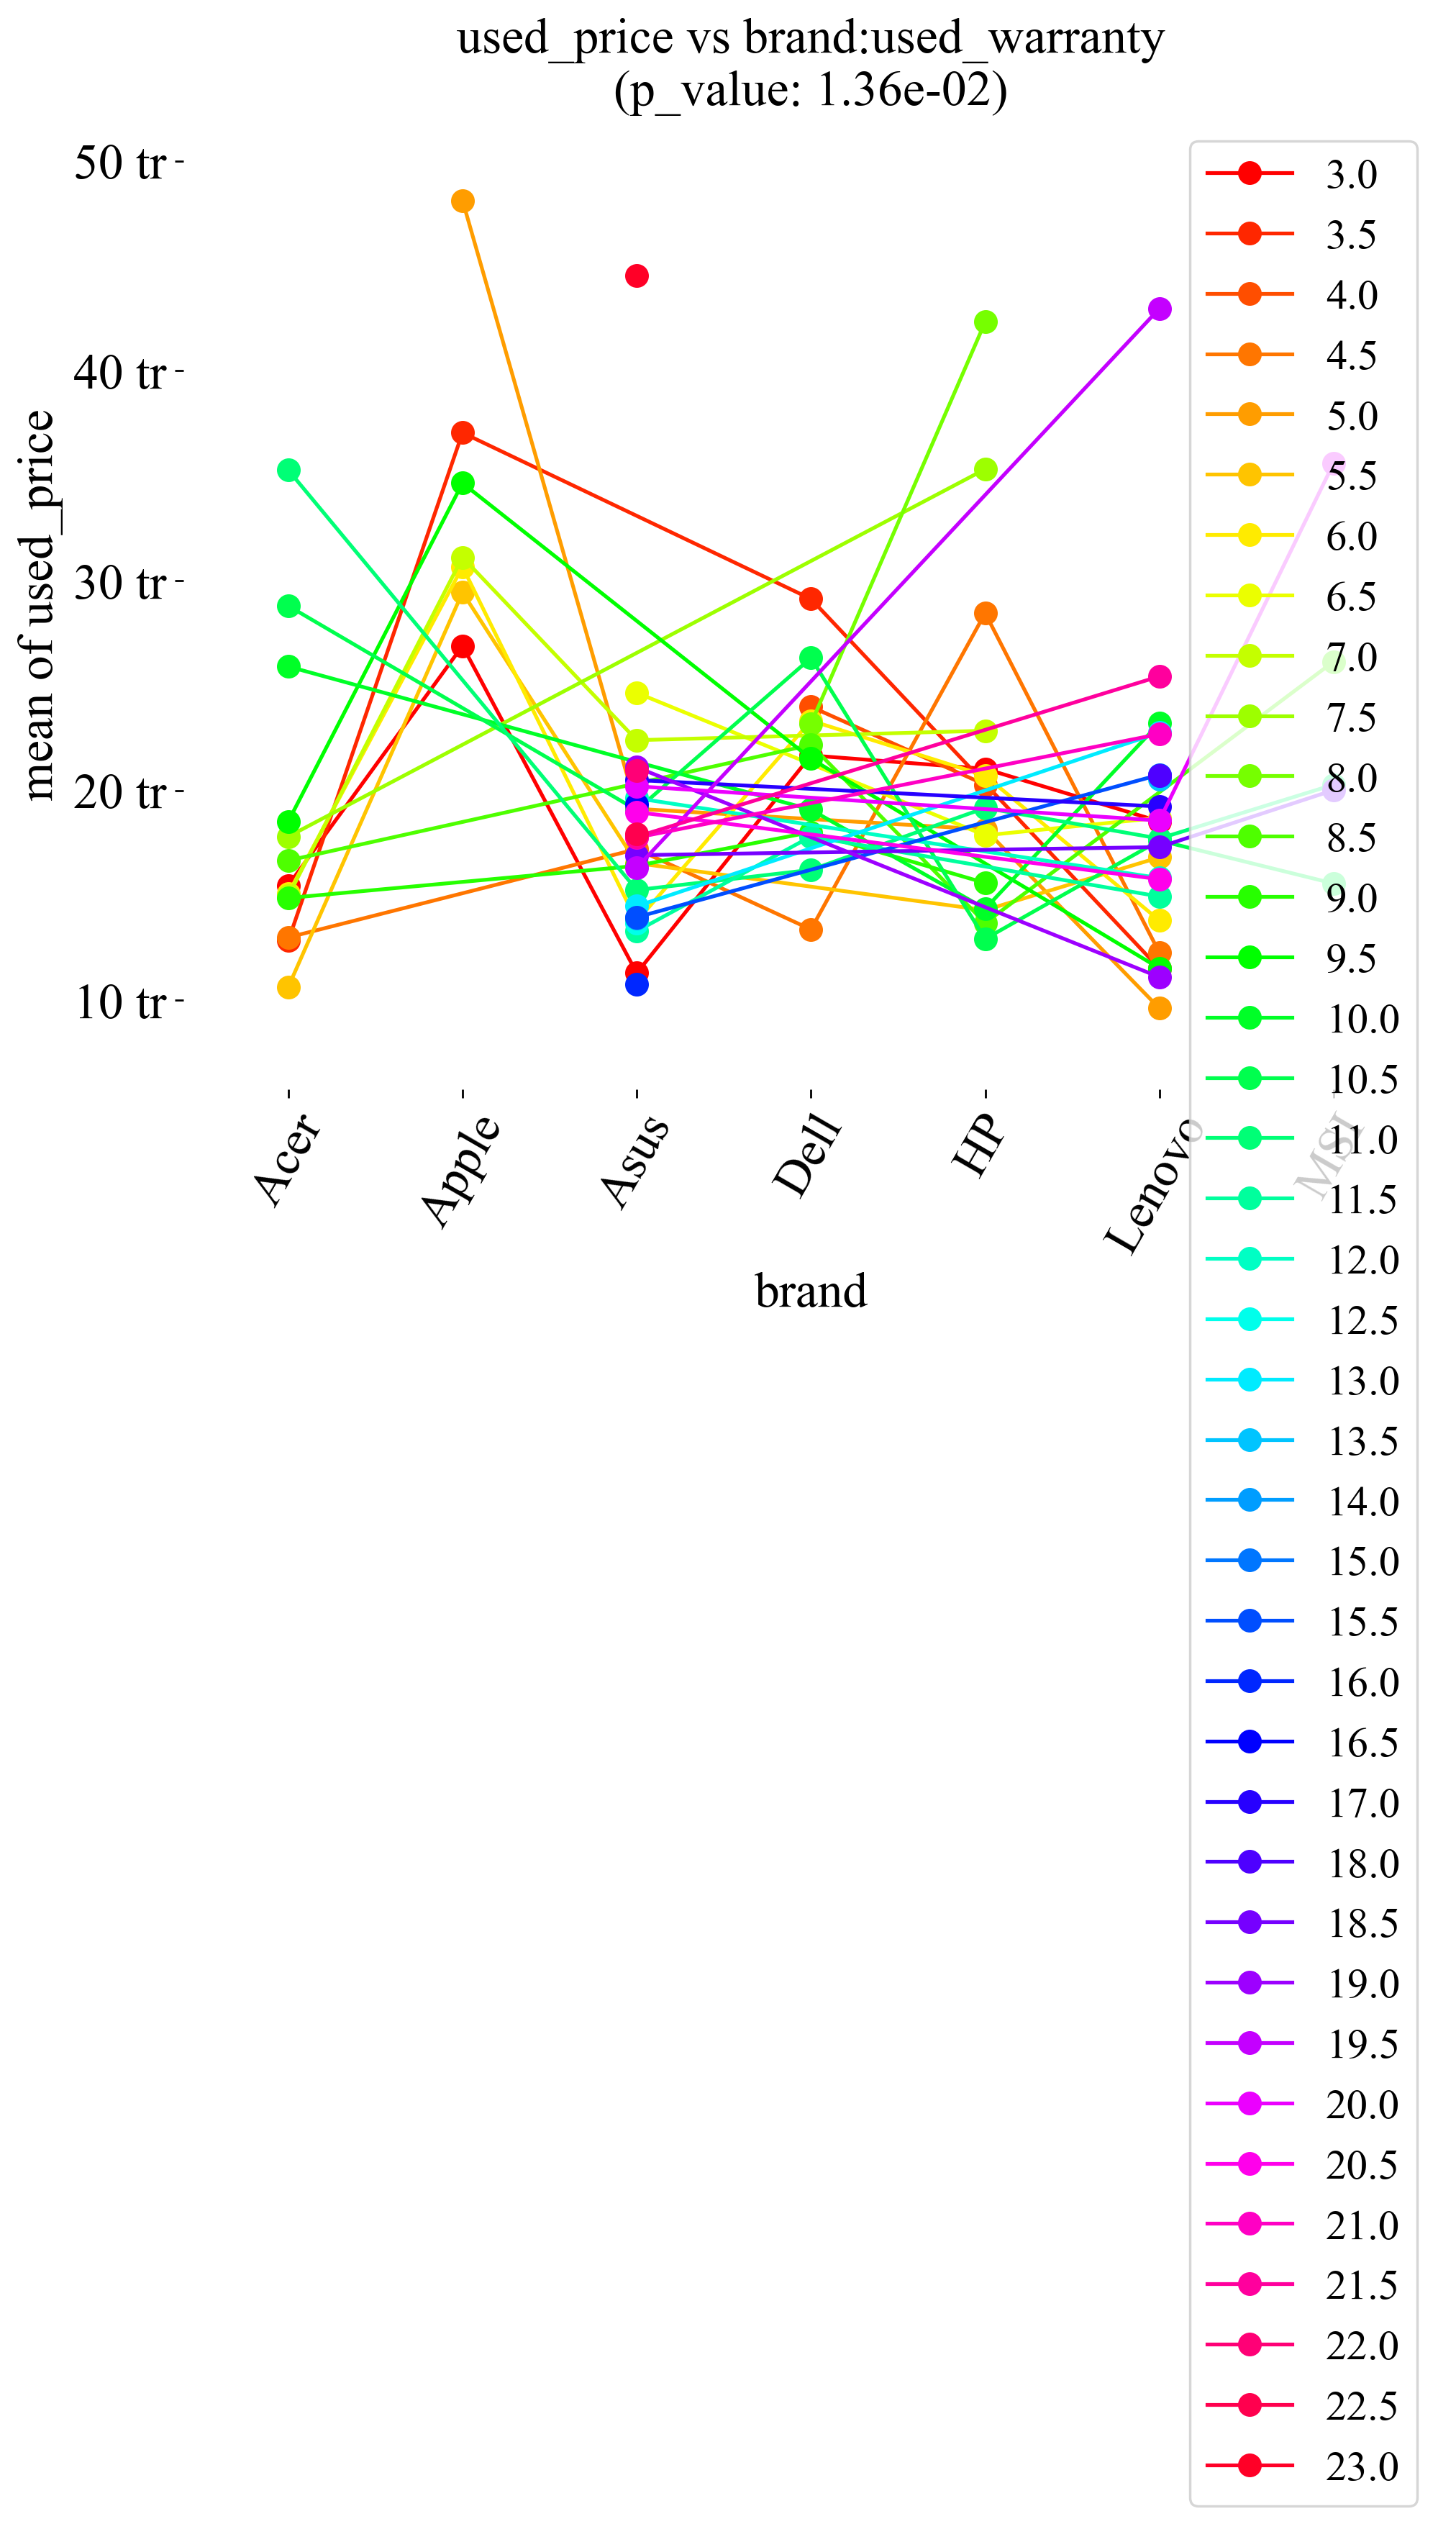 used_price vs brand:used_warranty
(p_value: 1.36e-02)
50 tr
40 tr
30 tr
20 tr
10 tr
mean of used_price
Acer
Apple
Asus
Dell
HP
Lenovo
MSI
brand
3.0
3.5
4.0
4.5
5.0
5.5
6.0
6.5
7.0
7.5
8.0
8.5
9.0
9.5
10.0
10.5
11.0
11.5
12.0
12.5
13.0
13.5
14.0
15.0
15.5
16.0
16.5
17.0
18.0
18.5
19.0
19.5
20.0
20.5
21.0
21.5
22.0
22.5
23.0